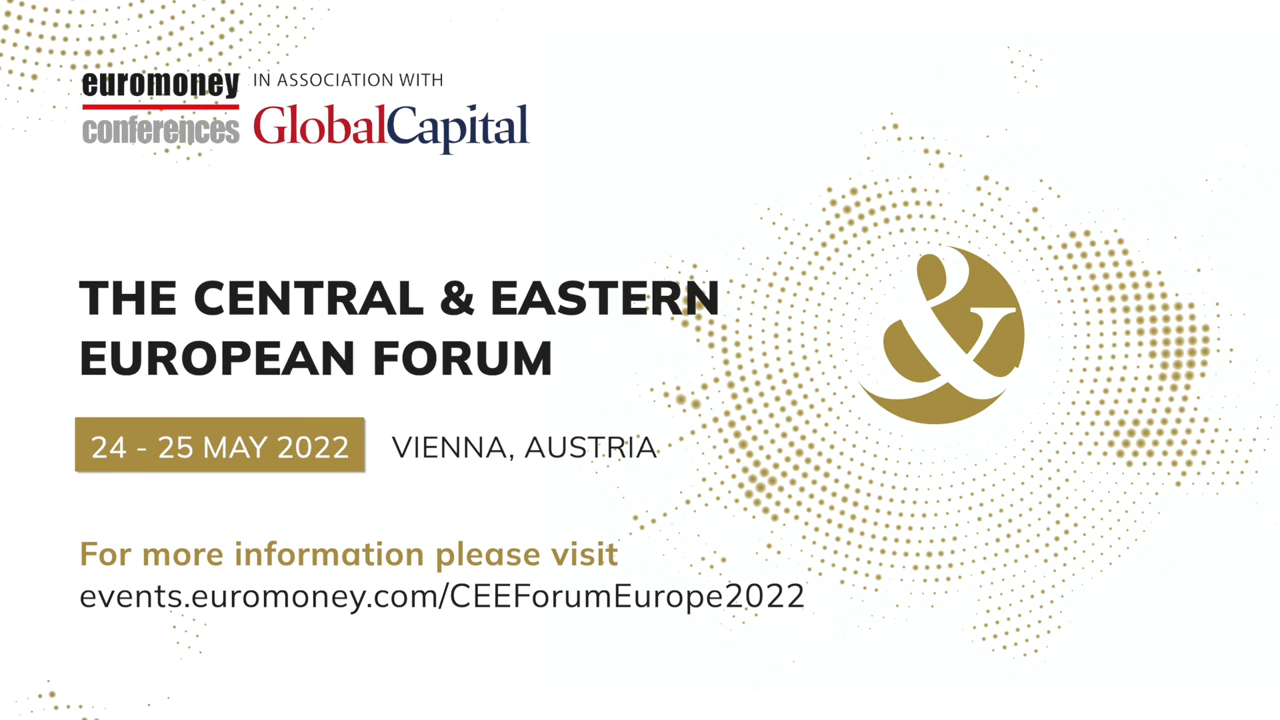 euromoney
conferences
IN ASSOCIATION WITH
GlobalCapital
THE CENTRAL & EASTERN
EUROPEAN FORUM
24 - 25 MAY 2022
VIENNA, AUSTRIA
For more information please visit
events.euromoney.com/CEEForumEurope2022
&